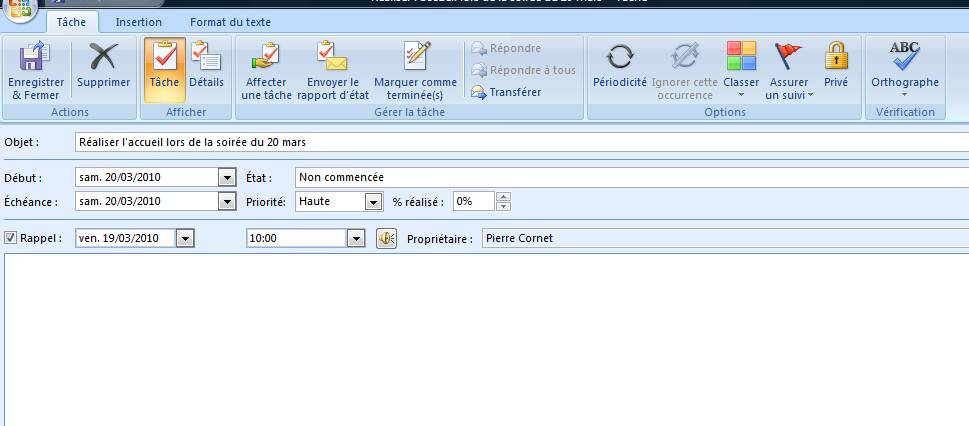 Tâche Insertion Format du texte
Enregistrer & Fermer
Supprimer
Tâche
Détails
Affecter une tâche
Envoyer le rapport d'état
Marquer comme terminée(s)
Répondre
Répondre à tous
Transférer
Périodicité
Ignorer cette occurrence
Classer
Assurer un suivi
Privé
ABC
Orthographe
Actions Afficher Gérer la tâche Options Vérification
Objet : Réaliser l'accueil lors de la soirée du 20 mars
Début : sam. 20/03/2010 État : Non commencée
Échéance : sam. 20/03/2010 Priorité: Haute % réalisé : 0%
Rappel : ven. 19/03/2010 10:00 Propriétaire : Pierre Cornet